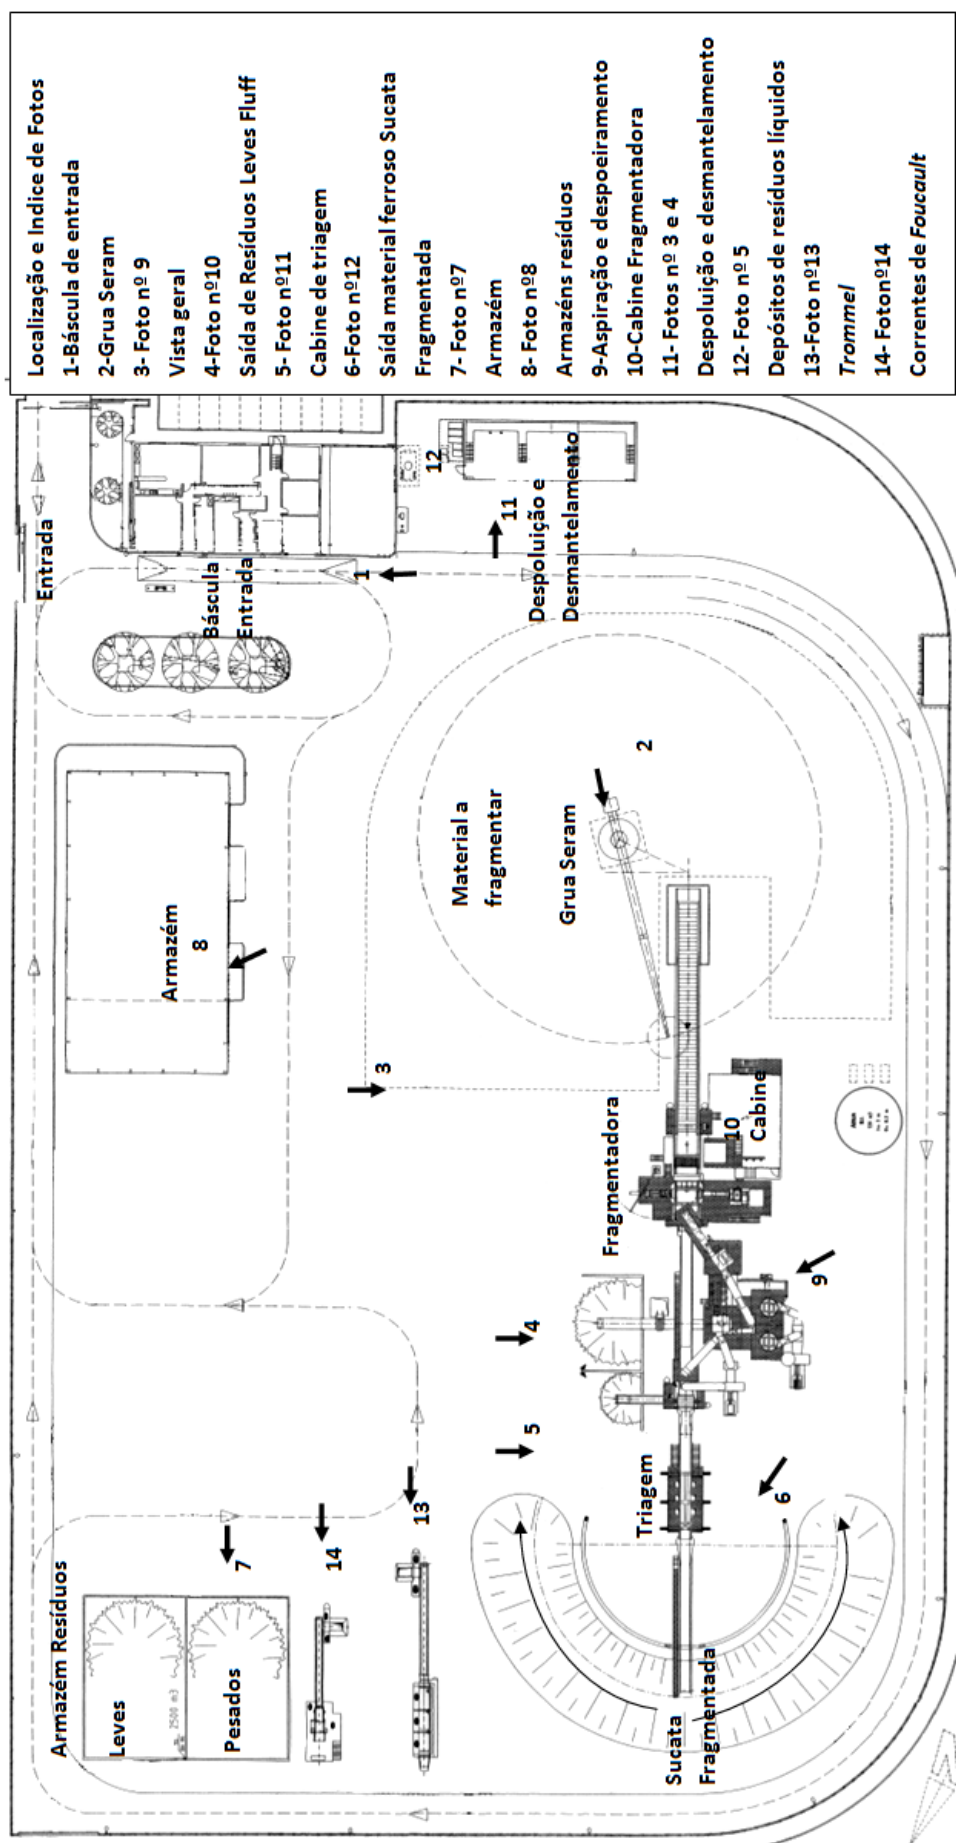 Localização e Indice de Fotos
1-Báscula de entrada
2-Grua Seram
3- Foto nº 9
Vista geral
4-Foto nº10
Saída de Resíduos Leves Fluff
5- Foto nº11
Cabine de triagem
6-Foto nº12
Saída material ferroso Sucata
Fragmentada
7- Foto nº7
Armazém
8- Foto nº8
Armazéns resíduos
9-Aspiração e despoeiramento
10-Cabine Fragmentadora
11- Fotos nº 3 e 4
Despoluição e desmantelamento
12- Foto nº 5
Depósitos de resíduos líquidos
13-Foto nº13
Trommel
14- Foton º14
Correntes de Foucault
Entrada
Báscula
Entrada
1
12
11
Despoluição e
Desmantelamento
Armazém
8
Material a
fragmentar
Grua Seram
2
3
Fragmentadora
10
Cabine
9
4
5
Triagem
6
Armazém Resíduos
Leves
2500 m3
Pesados
7
14
13
Sucata
Fragmentada